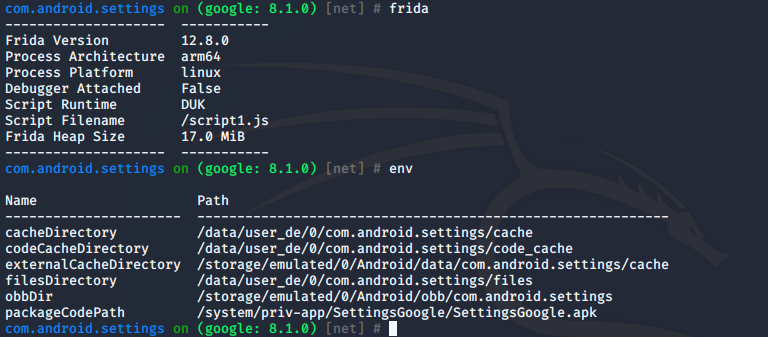 com.android.settings on (google: 8.1.0) [net] # frida
--------------------  -----------
Frida Version         12.8.0
Process Architecture  arm64
Process Platform      linux
Debugger Attached     False
Script Runtime        DUK
Script Filename       /script1.js
Frida Heap Size       17.0 MiB
--------------------  -----------
com.android.settings on (google: 8.1.0) [net] # env
Name                    Path
----------------------  ----------------------------------------------------------
cacheDirectory          /data/user_de/0/com.android.settings/cache
codeCacheDirectory      /data/user_de/0/com.android.settings/code_cache
externalCacheDirectory  /storage/emulated/0/Android/data/com.android.settings/cache
filesDirectory          /data/user_de/0/com.android.settings/files
obbDir                  /storage/emulated/0/Android/obb/com.android.settings
packageCodePath         /system/priv-app/SettingsGoogle/SettingsGoogle.apk
com.android.settings on (google: 8.1.0) [net] #